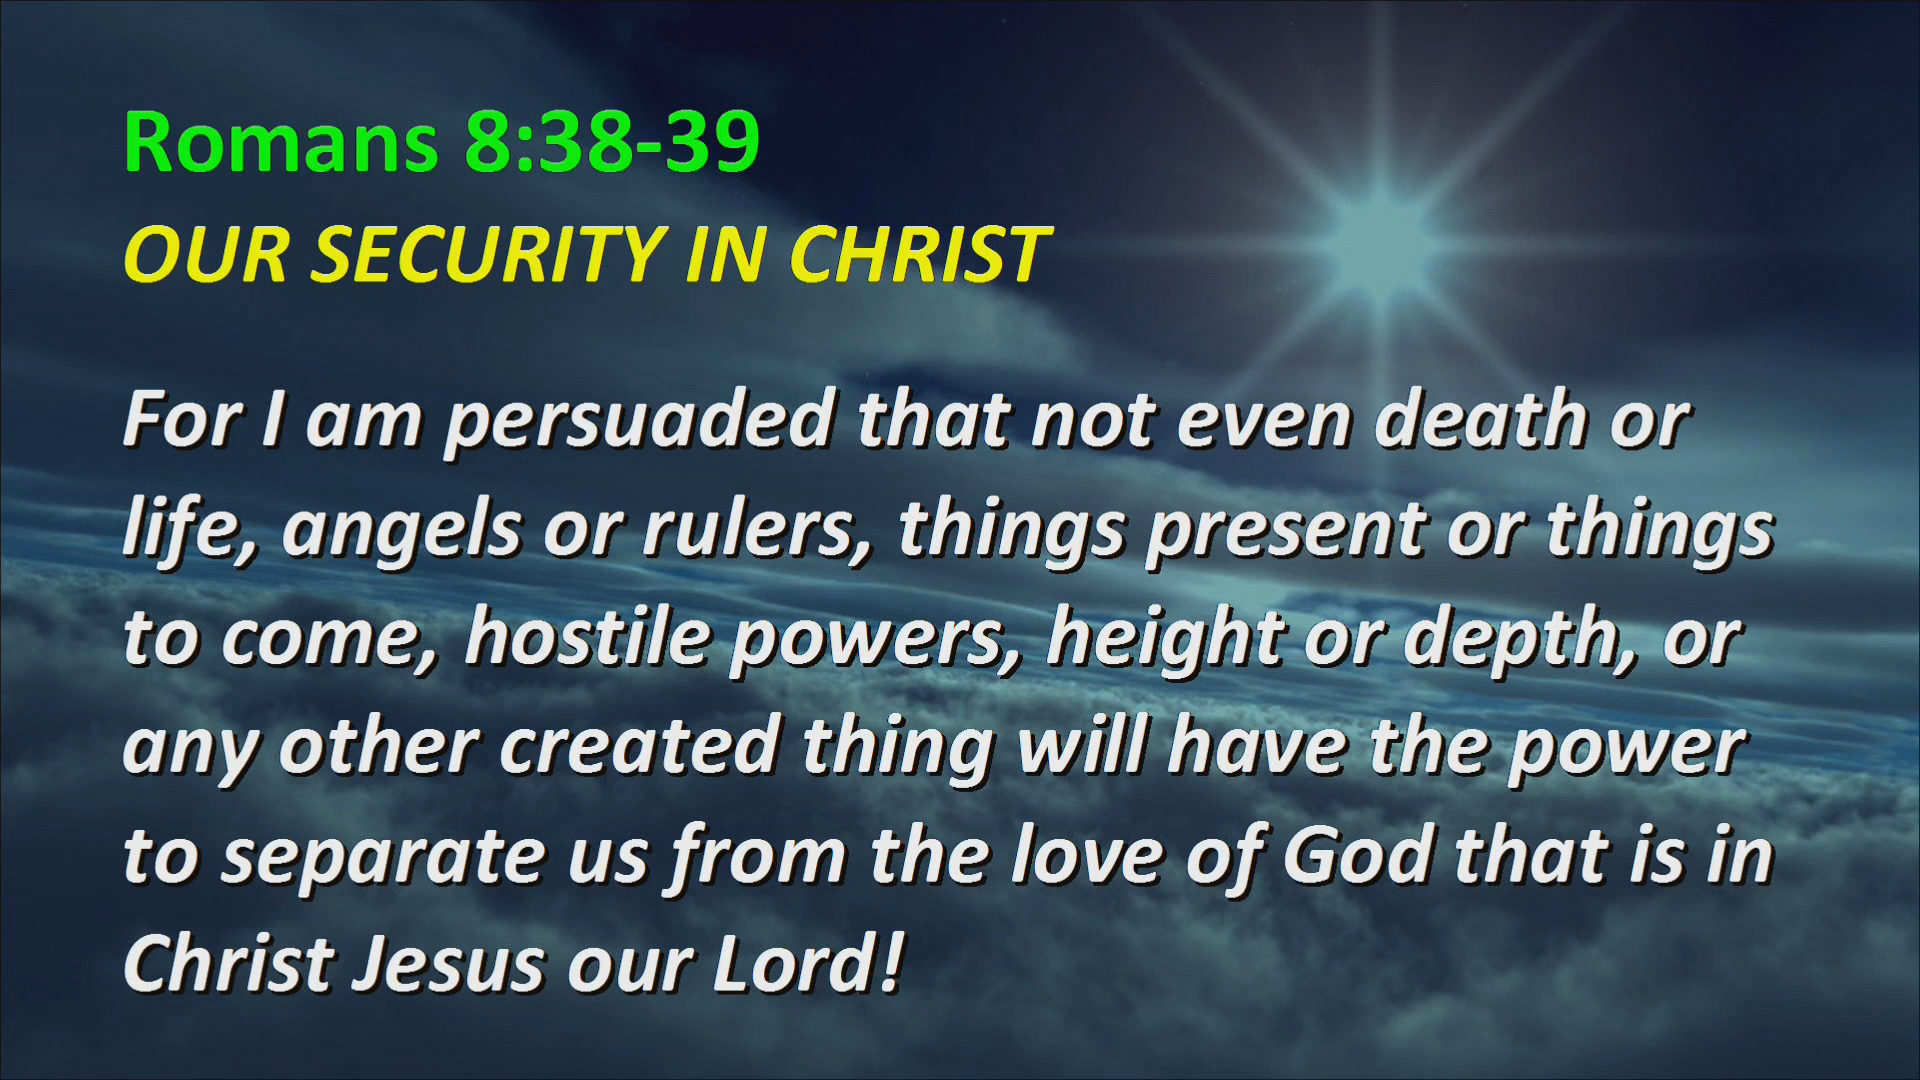 Romans 8:38-39
OUR SECURITY IN CHRIST
For I am persuaded that not even death or
life, angels or rulers, things present or things
to come, hostile powers, height or depth, or
any other created thing will have the power
to separate us from the love of God that is in
Christ Jesus our Lord!